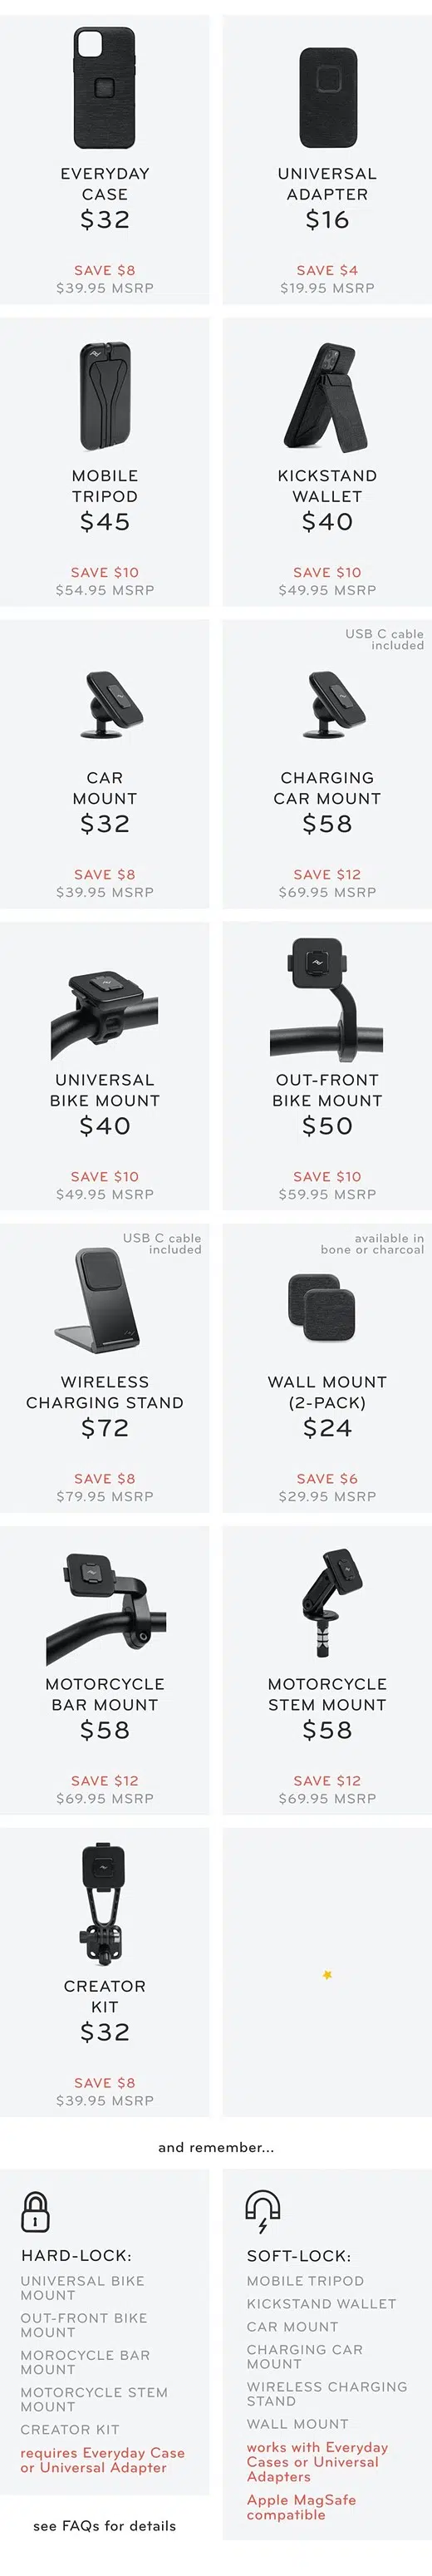 EVERYDAY
CASE
$32
SAVE $8
$39.95 MSRP
UNIVERSAL
ADAPTER
$16
SAVE $4
$19.95 MSRP
MOBILE
TRIPOD
$45
SAVE $10
$54.95 MSRP
KICKSTAND
WALLET
$40
SAVE $10
$49.95 MSRP
CAR
MOUNT
$32
SAVE $8
$39.95 MSRP
USB C cable
included
CHARGING
CAR MOUNT
$58
SAVE $12
$69.95 MSRP
UNIVERSAL
BIKE MOUNT
$40
SAVE $10
$49.95 MSRP
OUT-FRONT
BIKE MOUNT
$50
SAVE $10
$59.95 MSRP
USB C cable
included
WIRELESS
CHARGING STAND
$72
SAVE $8
$79.95 MSRP
available in
bone or charcoal
WALL MOUNT
(2-PACK)
$24
SAVE $6
$29.95 MSRP
MOTORCYCLE
BAR MOUNT
$58
SAVE $12
$69.95 MSRP
MOTORCYCLE
STEM MOUNT
$58
SAVE $12
$69.95 MSRP
CREATOR
KIT
$32
SAVE $8
$39.95 MSRP
and remember...
HARD-LOCK:
UNIVERSAL BIKE
MOUNT
OUT-FRONT BIKE
MOUNT
MOROCYCLE BAR
MOUNT
MOTORCYCLE STEM
MOUNT
CREATOR KIT
requires Everyday Case
or Universal Adapter
see FAQs for details
SOFT-LOCK:
MOBILE TRIPOD
KICKSTAND WALLET
CAR MOUNT
CHARGING CAR
MOUNT
WIRELESS CHARGING
STAND
WALL MOUNT
works with Everyday
Cases or Universal
Adapters
Apple MagSafe
compatible